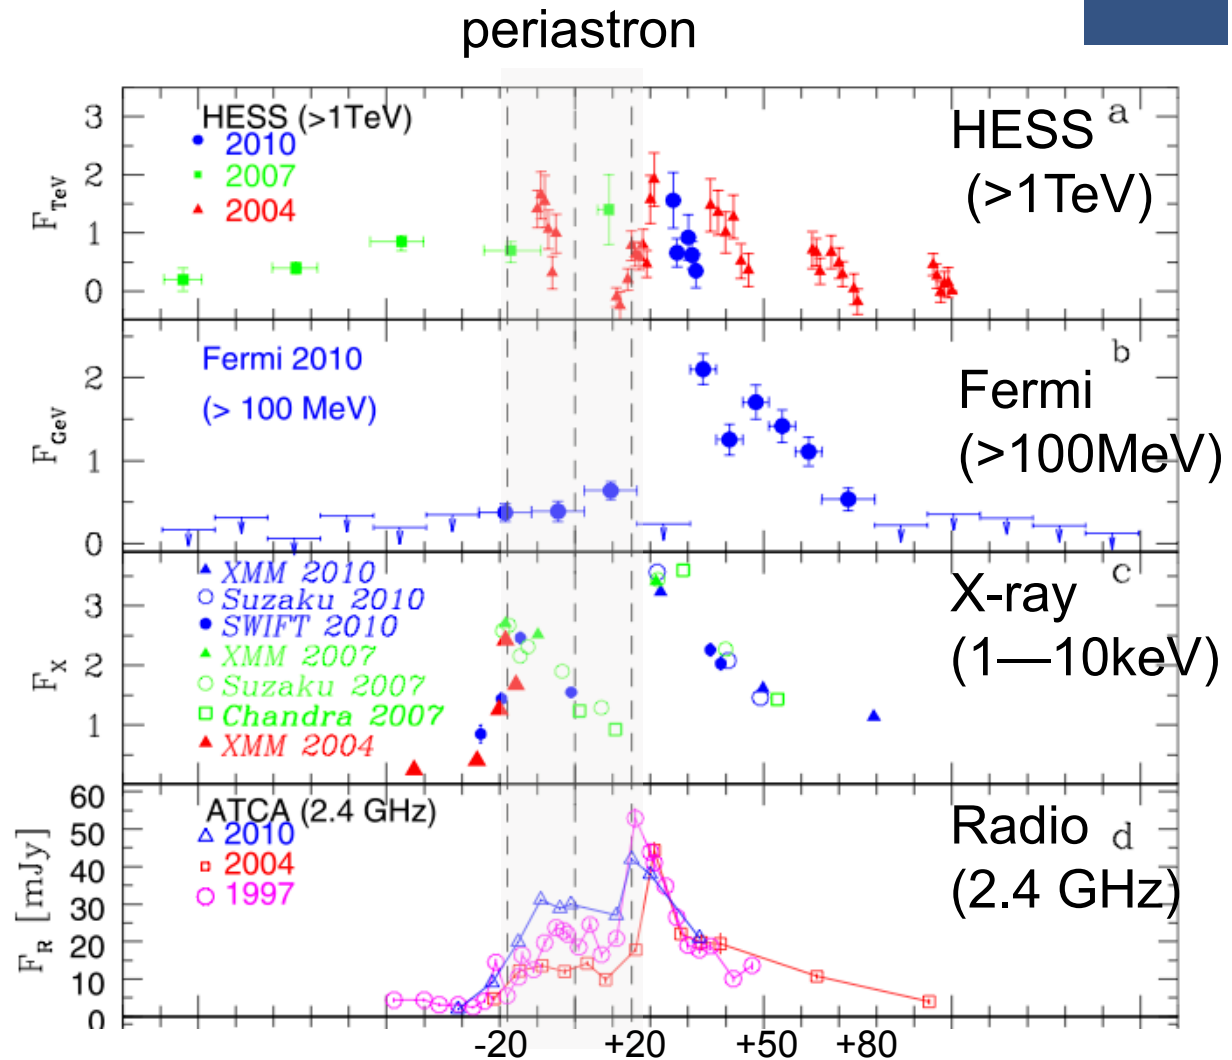 periastron
HESS (>1TeV)
2010
2007
2004
3
2
1
0
F_TeV
a
HESS
(>1TeV)
Fermi 2010
(> 100 MeV)
2
1
0
F_GeV
b
Fermi
(>100MeV)
XMM 2010
Suzaku 2010
SWIFT 2010
XMM 2007
Suzaku 2007
Chandra 2007
XMM 2004
3
2
1
F_X
c
X-ray
(1—10keV)
ATCA (2.4 GHz)
2010
2004
1997
60
50
40
30
20
10
0
F_R [mJy]
d
Radio
(2.4 GHz)
-20 +20 +50 +80